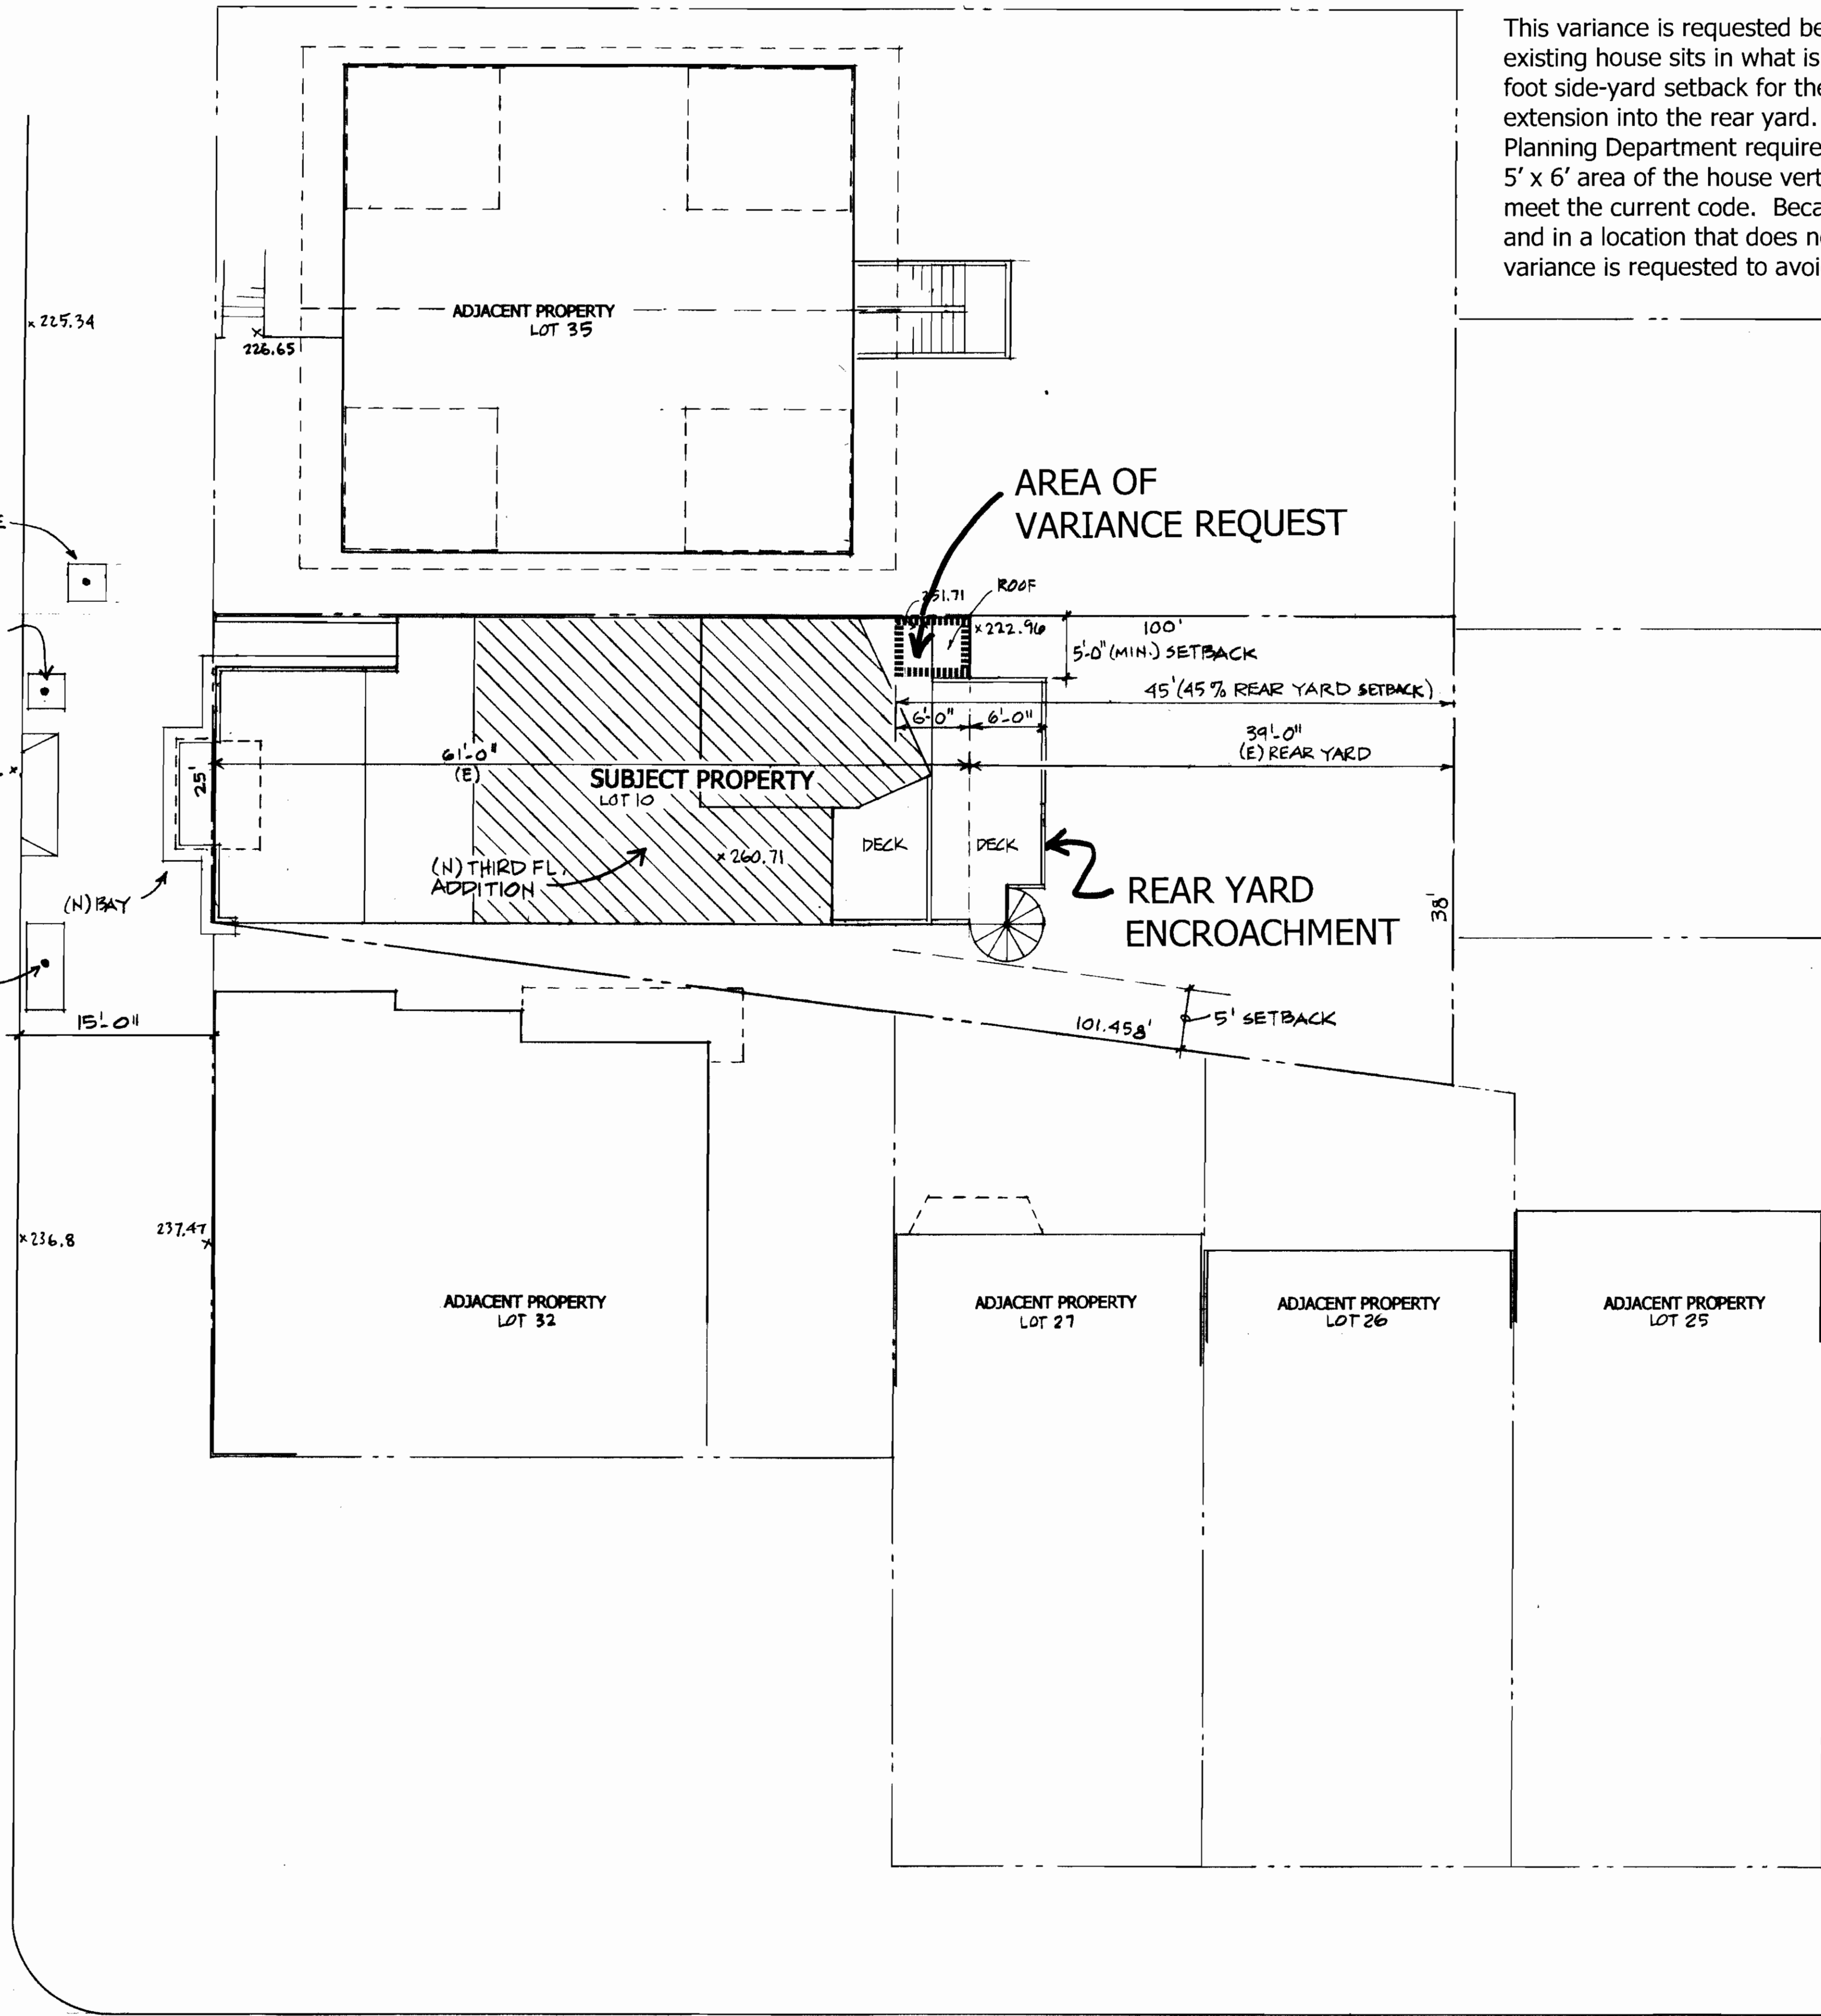 This variance is requested be
existing house sits in what is
foot side-yard setback for the
extension into the rear yard.
Planning Department require
5' x 6' area of the house vert
meet the current code. Beca
and in a location that does n
variance is requested to avoi
× 225.34
226.65
ADJACENT PROPERTY
LOT 35
AREA OF
VARIANCE REQUEST
E
251.71
ROOF
×222.96
100'
5'-0" (MIN.) SETBACK
45' (45% REAR YARD SETBACK)
6'-0"
6'-0"
39'-0"
(E) REAR YARD
61'-0"
(E)
SUBJECT PROPERTY
LOT 10
25'
DECK
DECK
× 260.71
(N) THIRD FL.
ADDITION
(N) BAY
REAR YARD
ENCROACHMENT
38'
15'-0"
101.458'
5' SETBACK
×236.8
237.47
ADJACENT PROPERTY
LOT 32
ADJACENT PROPERTY
LOT 27
ADJACENT PROPERTY
LOT 26
ADJACENT PROPERTY
LOT 25